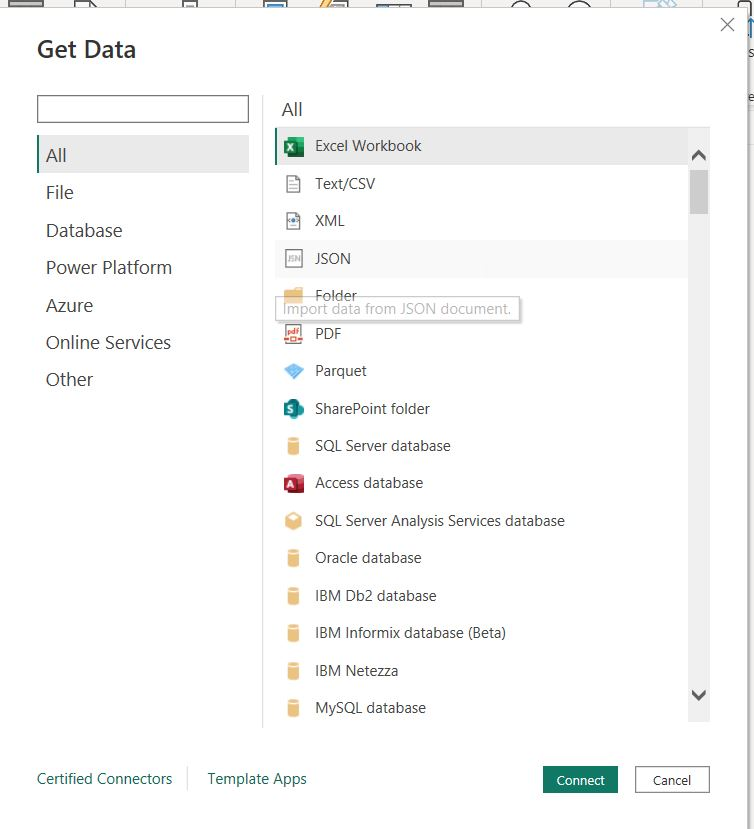 Get Data
All
File
Database
Power Platform
Azure
Online Services
Other
All
Excel Workbook
Text/CSV
XML
JSON
Folder
Import data from JSON document.
PDF
Parquet
SharePoint folder
SQL Server database
Access database
SQL Server Analysis Services database
Oracle database
IBM Db2 database
IBM Informix database (Beta)
IBM Netezza
MySQL database
Certified Connectors
Template Apps
Connect
Cancel